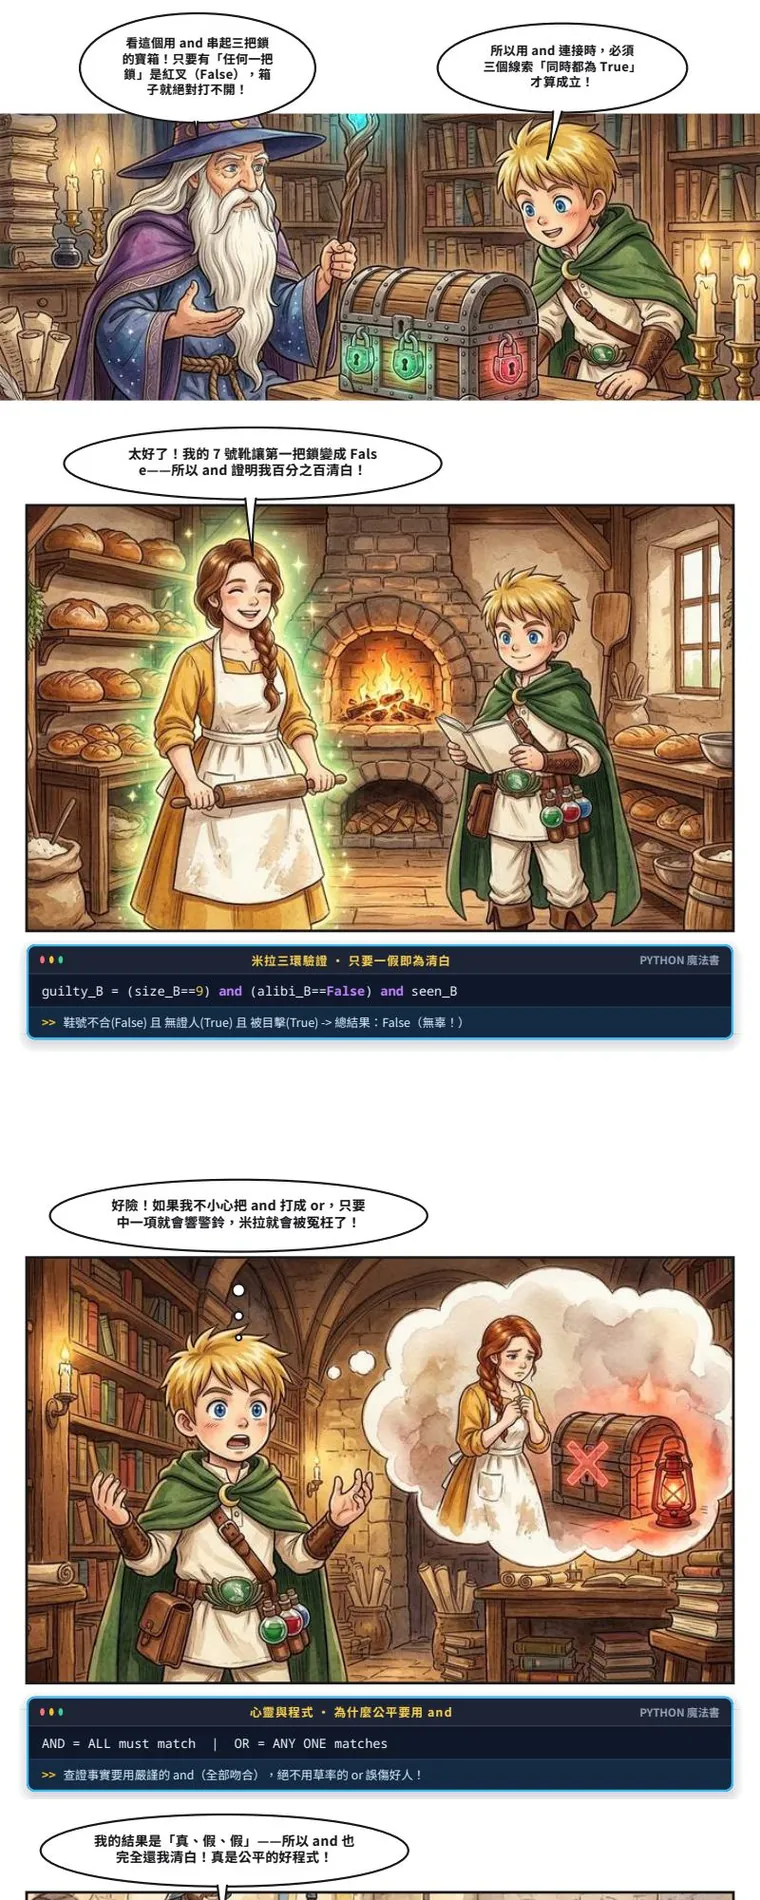 看這個用 and 串起三把鎖
的寶箱！只要有「任何一把
鎖」是紅叉（False），箱
子就絕對打不開！
所以用 and 連接時，必須
三個線索「同時都為 True」
才算成立！
太好了！我的 7 號靴讓第一把鎖變成 Fals
e——所以 and 證明我百分之百清白！
米拉三環驗證 · 只要一假即為清白
PYTHON 魔法書
guilty_B = (size_B==9) and (alibi_B==False) and seen_B
>> 鞋號不合(False) 且 無證人(True) 且 被目擊(True) -> 總結果：False（無辜！）
好險！如果我不小心把 and 打成 or，只要
中一項就會響警鈴，米拉就會被冤枉了！
心靈與程式 · 為什麼公平要用 and
PYTHON 魔法書
AND = ALL must match | OR = ANY ONE matches
>> 查證事實要用嚴謹的 and（全部吻合），絕不用草率的 or 誤傷好人！
我的結果是「真、假、假」——所以 and 也
完全還我清白！真是公平的好程式！